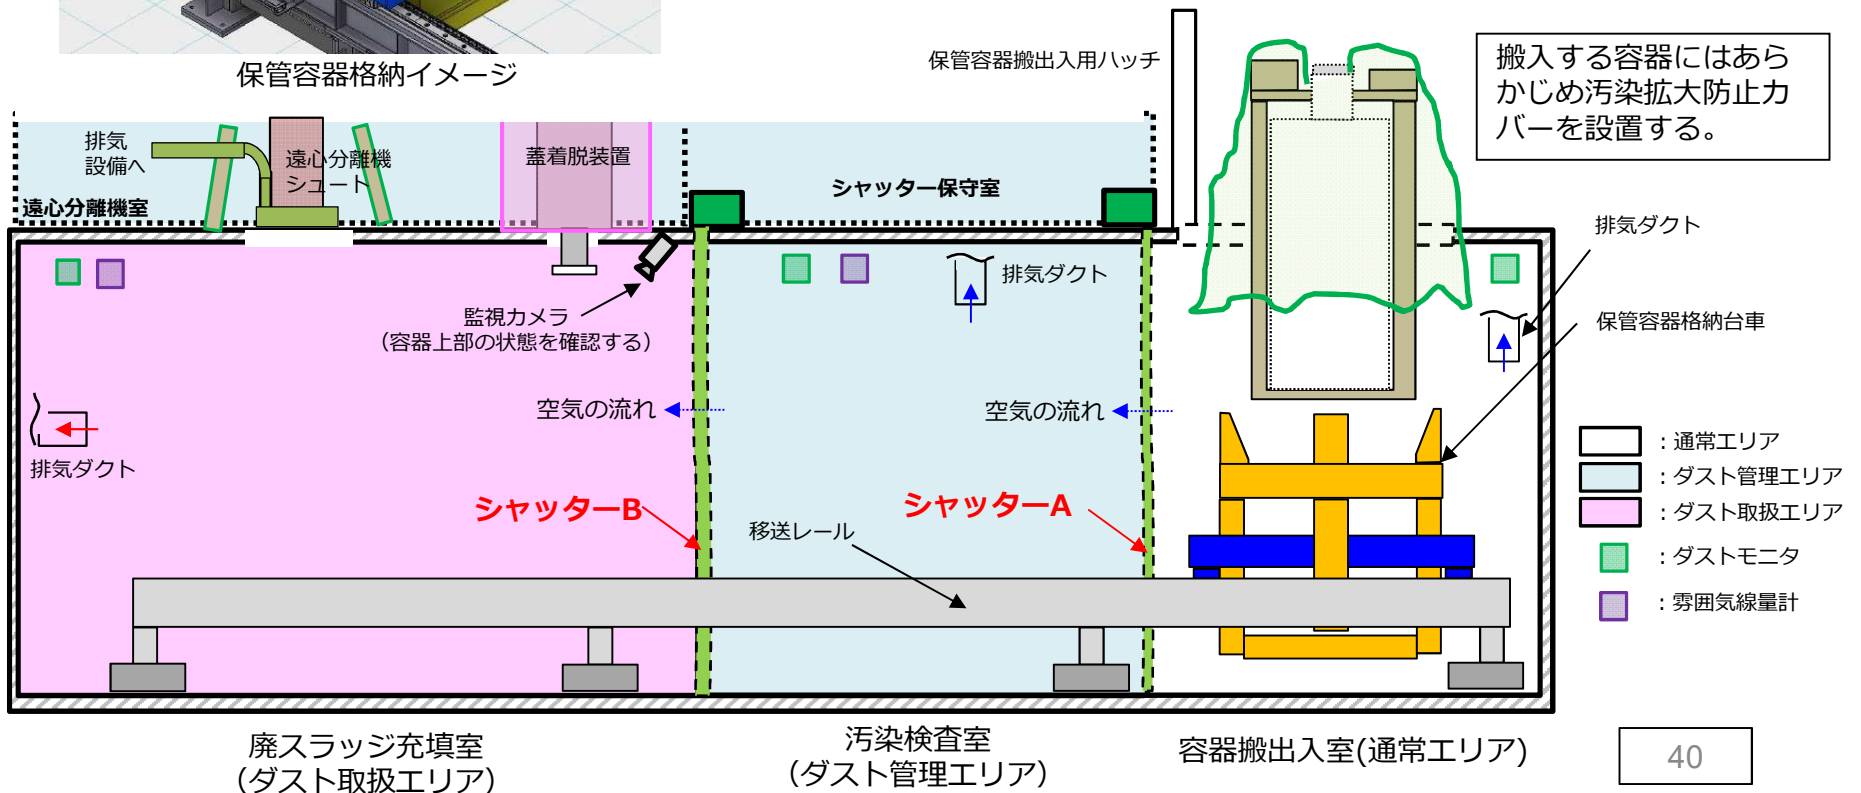 保管容器格納イメージ
保管容器搬出入用ハッチ
搬入する容器にはあら
かじめ汚染拡大防止カ
バーを設置する。
排気
設備へ
遠心分離機
シュート
遠心分離機室
蓋着脱装置
シャッター保守室
排気ダクト
排気ダクト
監視カメラ
（容器上部の状態を確認する）
保管容器格納台車
空気の流れ
空気の流れ
排気ダクト
シャッターB
シャッターA
移送レール
：通常エリア
：ダスト管理エリア
：ダスト取扱エリア
：ダストモニタ
：雰囲気線量計
廃スラッジ充填室
（ダスト取扱エリア）
汚染検査室
（ダスト管理エリア）
容器搬出入室(通常エリア)
40